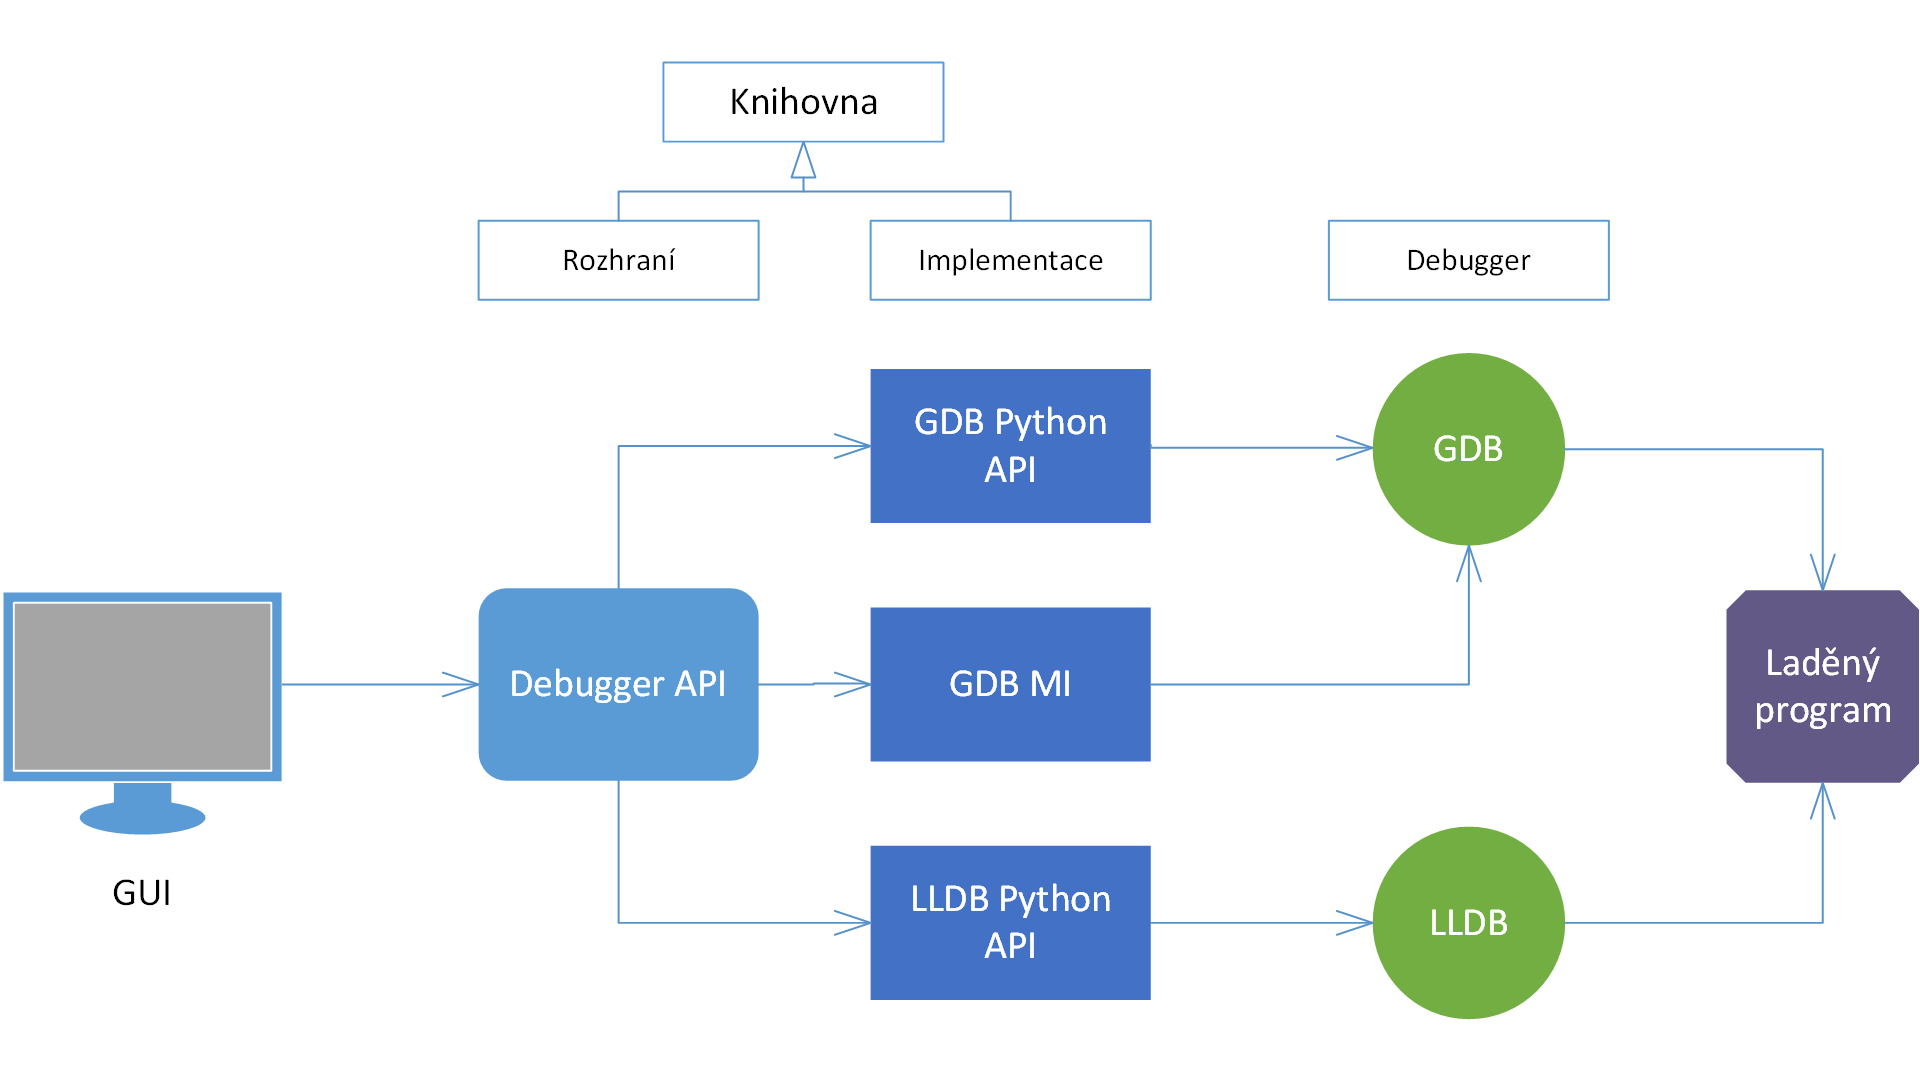 Knihovna
Rozhraní
Implementace
Debugger
GDB Python
API
GDB
Debugger API
GDB MI
Laděný
program
GUI
LLDB Python
API
LLDB